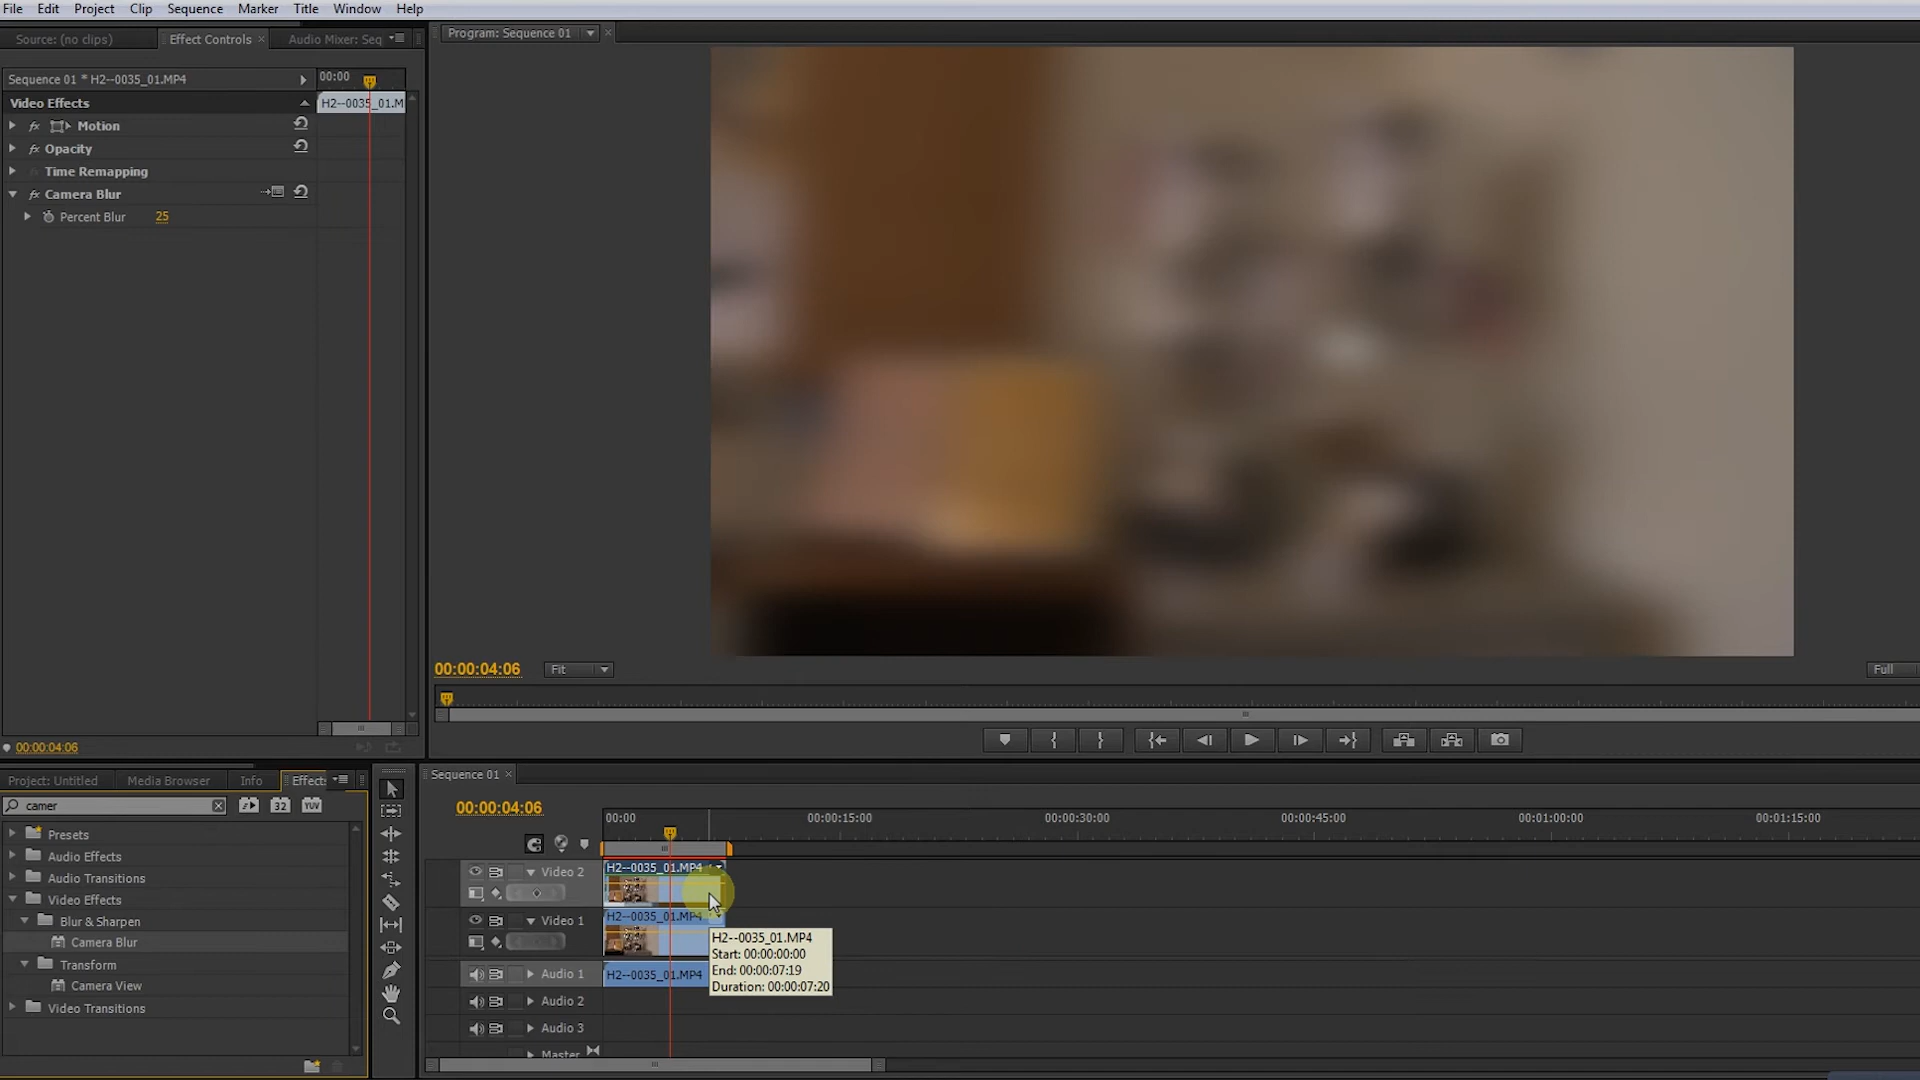 File Edit Project Clip Sequence Marker Title Window Help
Source: (no clips) Effect Controls × Audio Mixer: Seq
Program: Sequence 01 ×
Sequence 01 * H2--0035_01.MP4
00:00
Video Effects
H2--0035_01.M
fx Motion
fx Opacity
Time Remapping
fx Camera Blur
Percent Blur 25
00:00:04:06 Fit Full
00:00:04:06
Project: Untitled Media Browser Info Effects
camer
32 YUV
Presets
Audio Effects
Audio Transitions
Video Effects
Blur & Sharpen
Camera Blur
Transform
Camera View
Video Transitions
Sequence 01 ×
00:00:04:06
00:00 00:00:15:00 00:00:30:00 00:00:45:00 00:01:00:00 00:01:15:00
Video 2 H2--0035_01.MP4
Video 1 H2--0035_01.MP4
H2--0035_01.MP4
Start: 00:00:00:00
End: 00:00:07:19
Duration: 00:00:07:20
Audio 1 H2--0035_01.MP4
Audio 2
Audio 3
Master